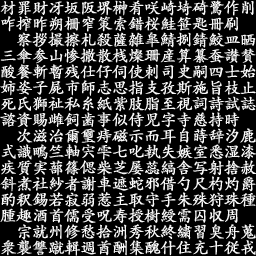 材罪財冴坂阪堺榊肴咲崎埼碕鷺作削
咋搾昨朔柵窄策索錯桜鮭笹匙冊刷
察拶撮擦札殺薩雑皐鯖捌錆鮫皿晒
三傘参山惨撒散桟燦珊産算纂蚕讃賛
酸餐斬暫残仕仔伺使刺司史嗣四士始
姉姿子屍市師志思指支孜斯施旨枝止
死氏獅祉私糸紙紫肢脂至視詞詩試誌
諮資賜雌飼歯事似侍児字寺慈持時
次滋治爾璽痔磁示而耳自蒔辞汐鹿
式識鴫竺軸宍雫七叱執失嫉室悉湿漆
疾質実蔀篠偲柴芝屡蕊縞舎写射捨赦
斜煮社紗者謝車遮蛇邪借勺尺杓灼爵
酌釈錫若寂弱惹主取守手朱殊狩珠種
腫趣酒首儒受呪寿授樹綬需囚収周
宗就州修愁拾洲秀秋終繍習臭舟蒐
衆襲讐蹴輯週酋酬集醜什住充十従戎